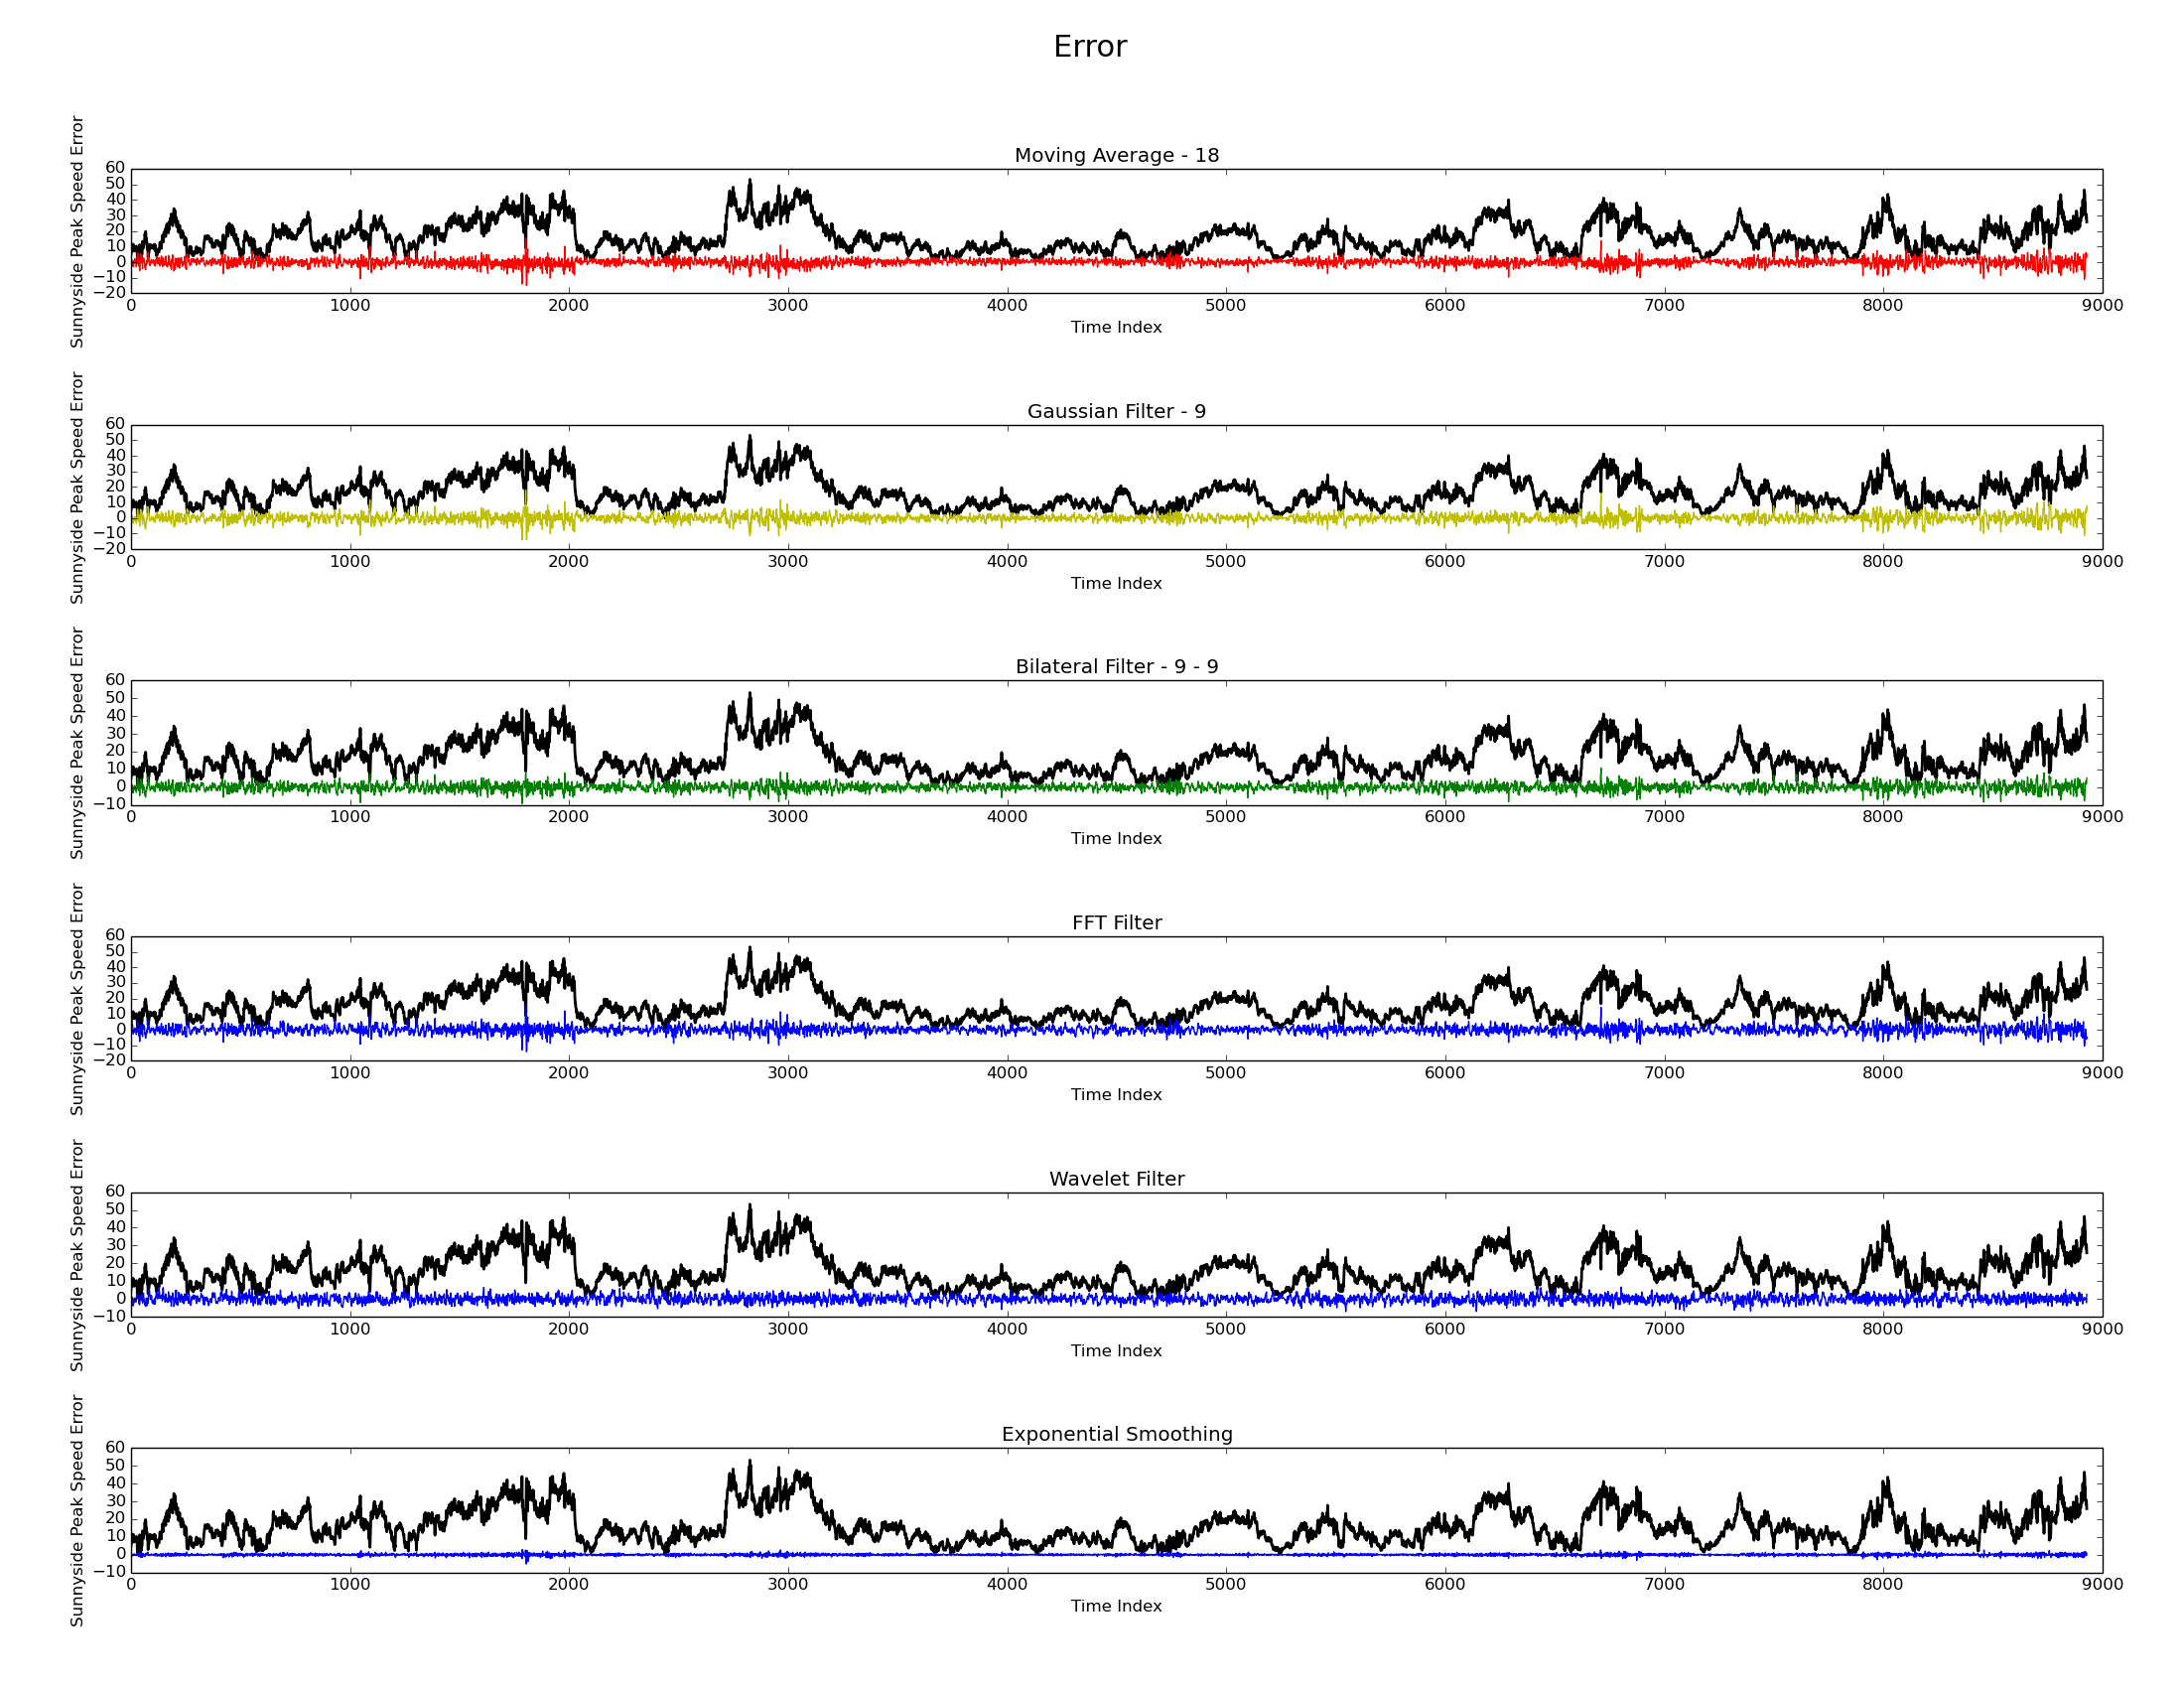 Error
Moving Average - 18
Sunnyside Peak Speed Error
60
50
40
30
20
10
0
−10
−20
0 1000 2000 3000 4000 5000 6000 7000 8000 9000
Time Index
Gaussian Filter - 9
Sunnyside Peak Speed Error
60
50
40
30
20
10
0
−10
−20
0 1000 2000 3000 4000 5000 6000 7000 8000 9000
Time Index
Bilateral Filter - 9 - 9
Sunnyside Peak Speed Error
60
50
40
30
20
10
0
−10
0 1000 2000 3000 4000 5000 6000 7000 8000 9000
Time Index
FFT Filter
Sunnyside Peak Speed Error
60
50
40
30
20
10
0
−10
−20
0 1000 2000 3000 4000 5000 6000 7000 8000 9000
Time Index
Wavelet Filter
Sunnyside Peak Speed Error
60
50
40
30
20
10
0
−10
0 1000 2000 3000 4000 5000 6000 7000 8000 9000
Time Index
Exponential Smoothing
Sunnyside Peak Speed Error
60
50
40
30
20
10
0
−10
0 1000 2000 3000 4000 5000 6000 7000 8000 9000
Time Index